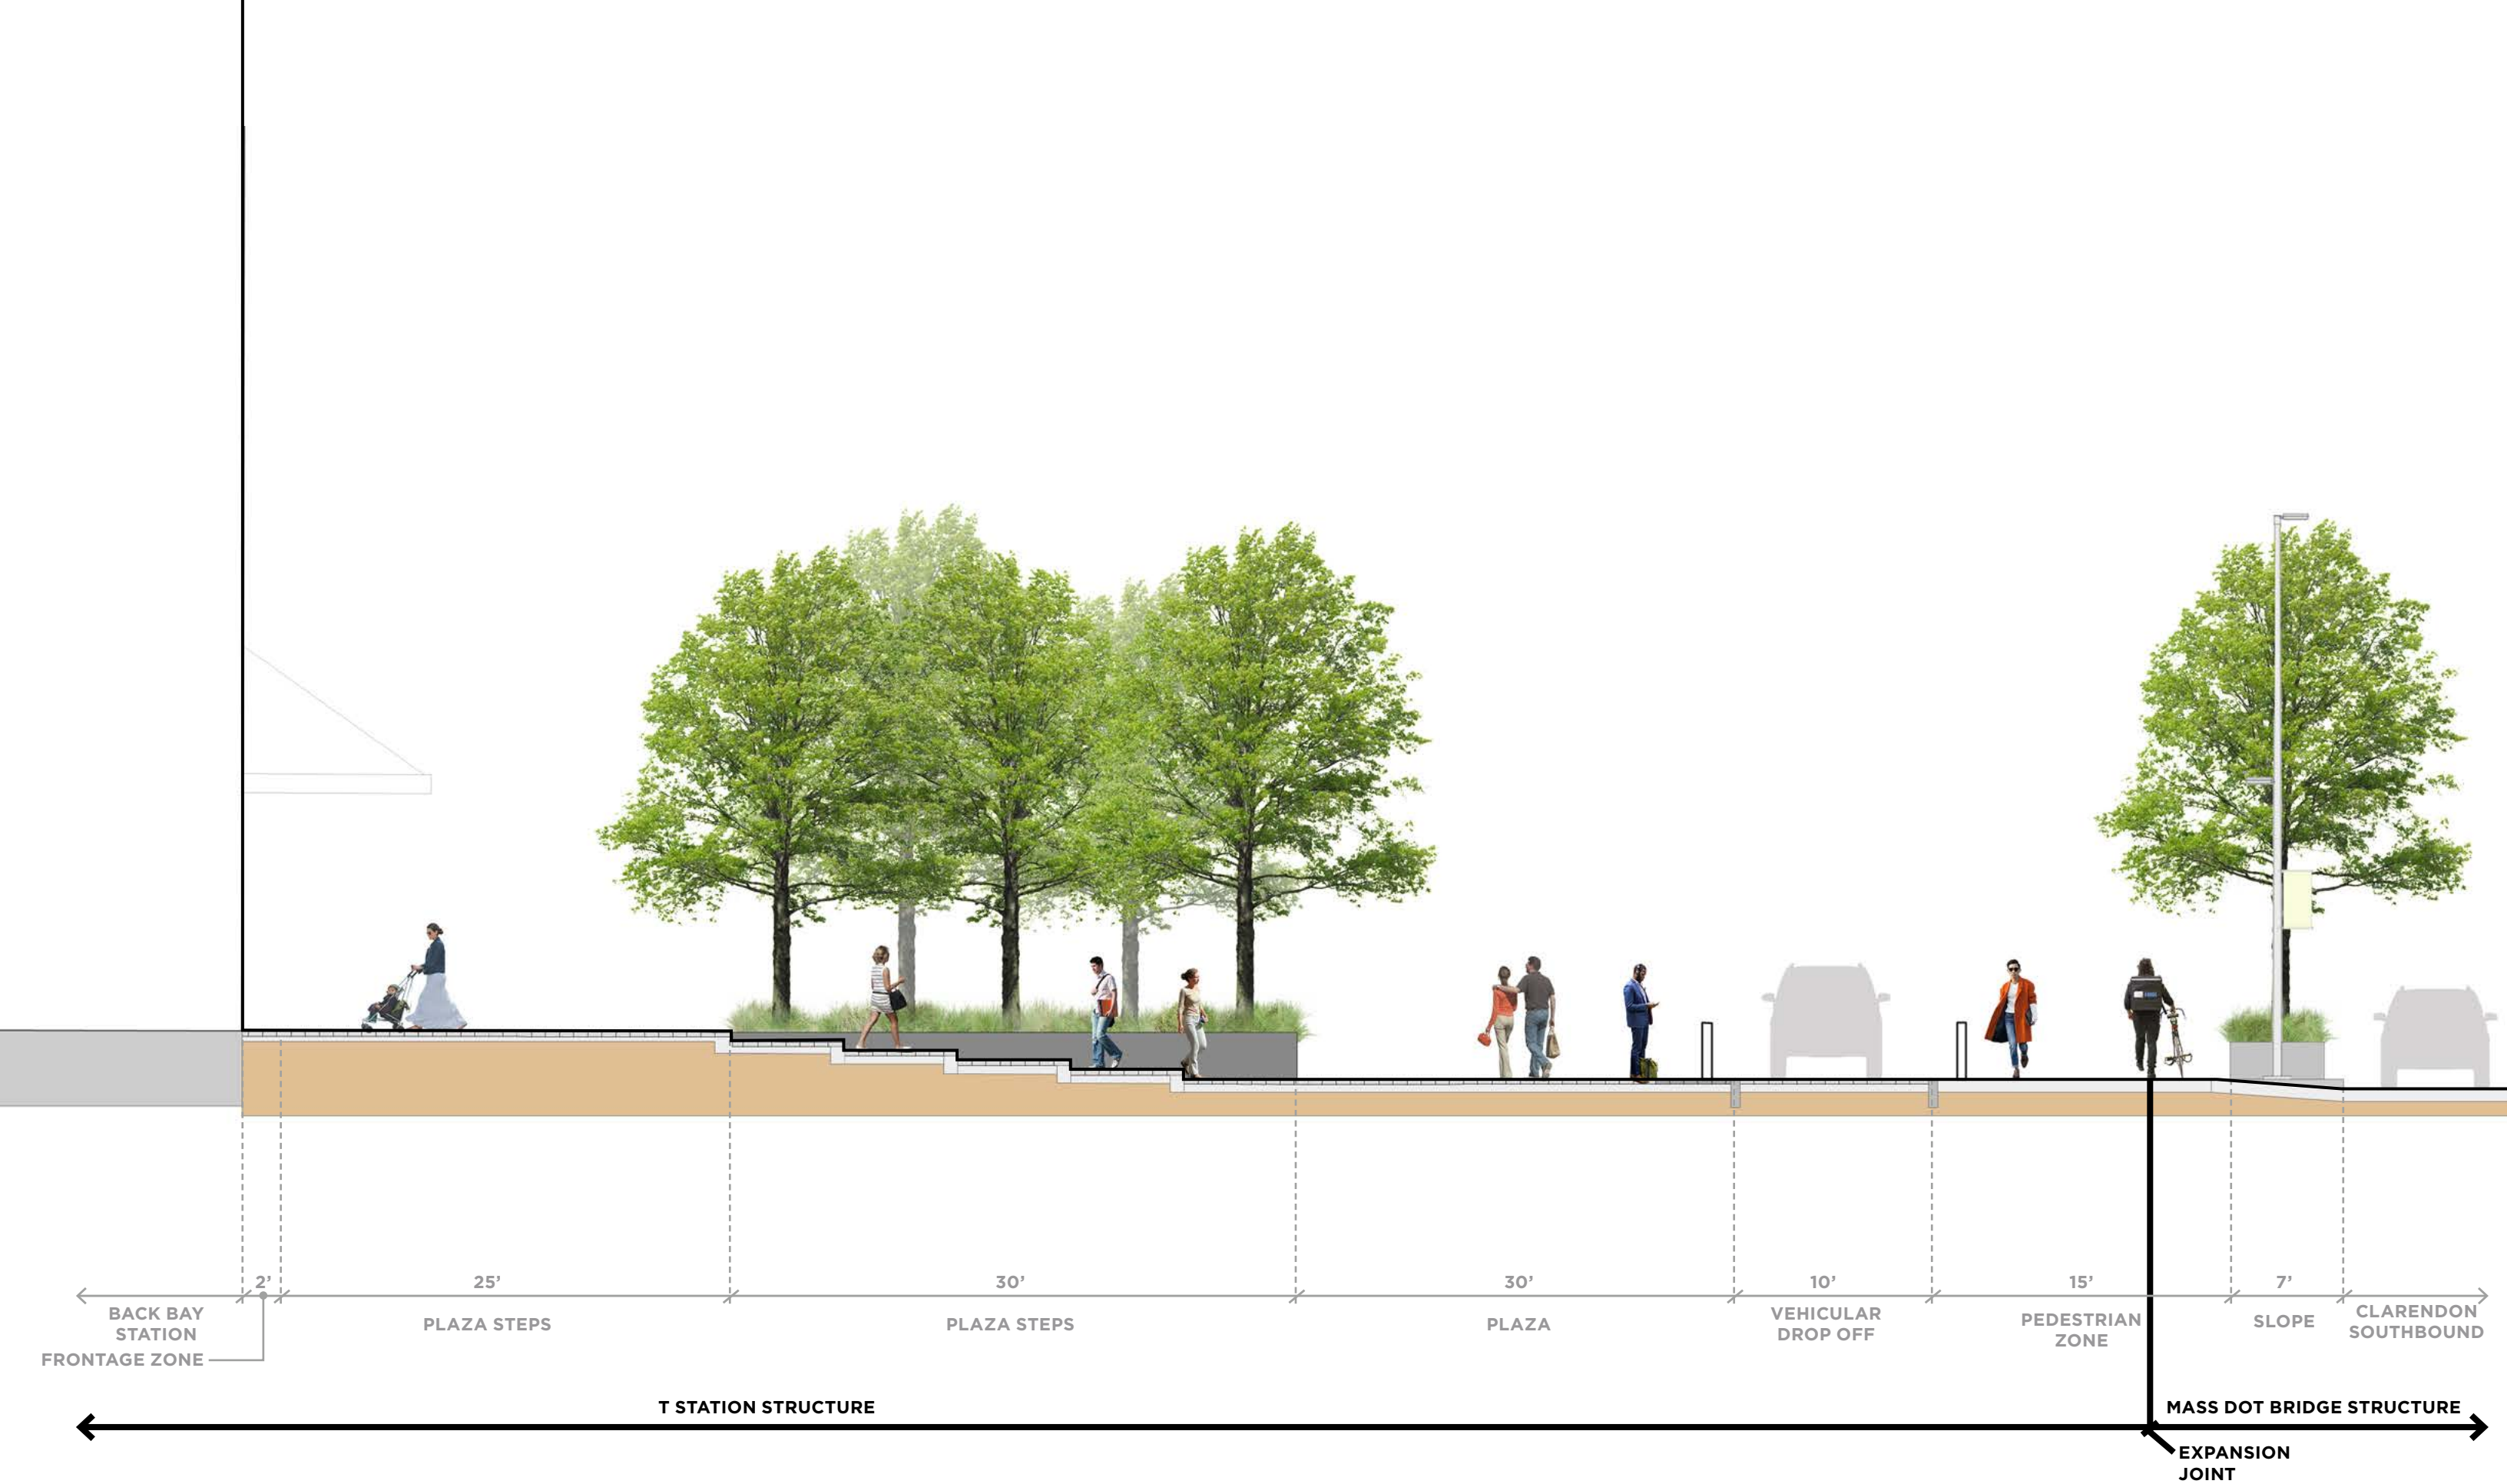 2’
25’
30’
30’
10’
15’
7’
BACK BAY
STATION
FRONTAGE ZONE
PLAZA STEPS
PLAZA STEPS
PLAZA
VEHICULAR
DROP OFF
PEDESTRIAN
ZONE
SLOPE
CLARENDON
SOUTHBOUND
T STATION STRUCTURE
MASS DOT BRIDGE STRUCTURE
EXPANSION
JOINT